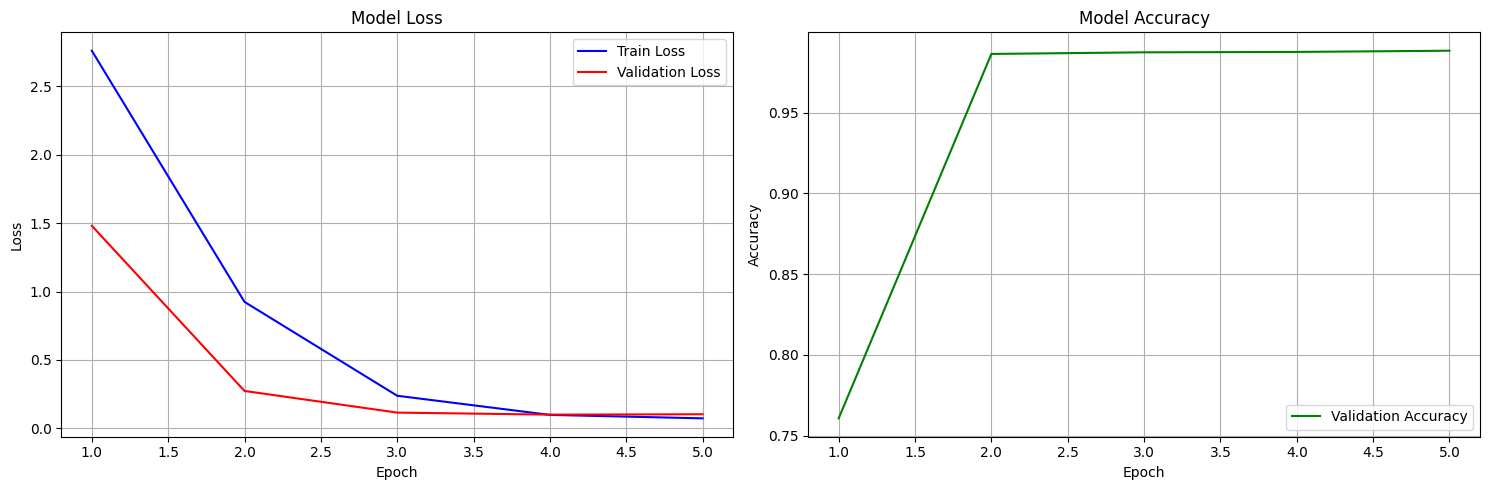 Model Loss
Train Loss
Validation Loss
2.5
2.0
1.5
1.0
0.5
0.0
Loss
1.0 1.5 2.0 2.5 3.0 3.5 4.0 4.5 5.0
Epoch
Model Accuracy
0.95
0.90
0.85
0.80
0.75
Accuracy
Validation Accuracy
1.0 1.5 2.0 2.5 3.0 3.5 4.0 4.5 5.0
Epoch